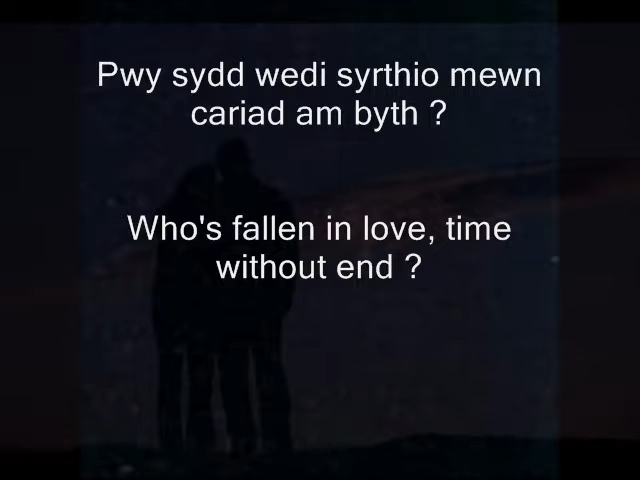 Pwy sydd wedi syrthio mewn
cariad am byth ?
Who's fallen in love, time
without end ?